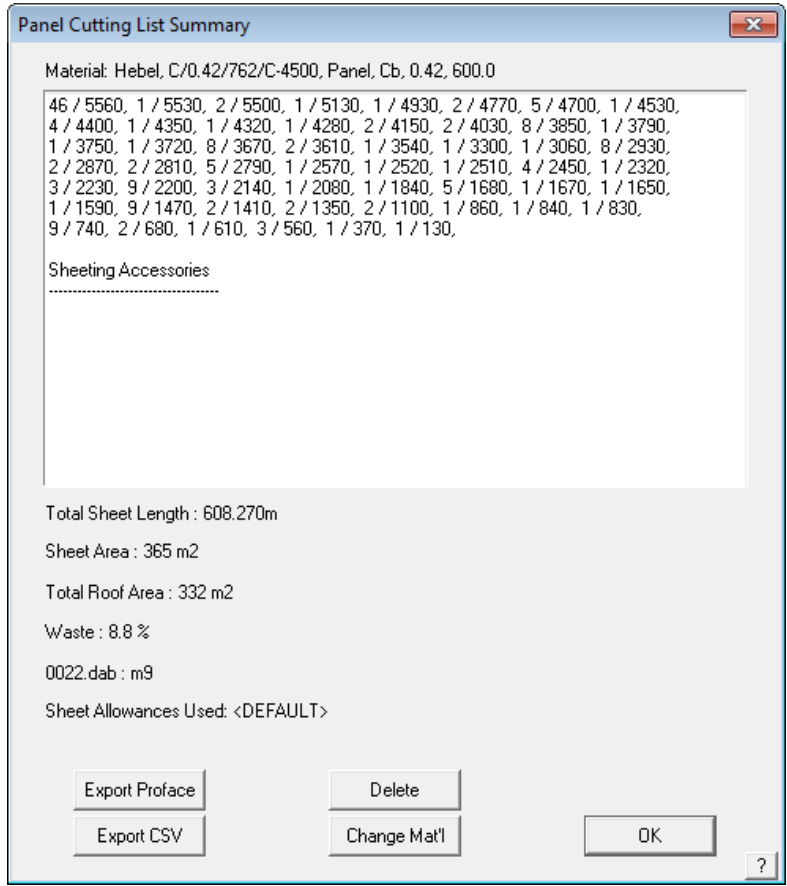 Panel Cutting List Summary
Material: Hebel, C/0.42/762/C-4500, Panel, Cb, 0.42, 600.0
46 / 5560, 1 / 5530, 2 / 5500, 1 / 5130, 1 / 4930, 2 / 4770, 5 / 4700, 1 / 4530,
4 / 4400, 1 / 4350, 1 / 4320, 1 / 4280, 2 / 4150, 2 / 4030, 8 / 3850, 1 / 3790,
1 / 3750, 1 / 3720, 8 / 3670, 2 / 3610, 1 / 3540, 1 / 3300, 1 / 3060, 8 / 2930,
2 / 2870, 2 / 2810, 5 / 2790, 1 / 2570, 1 / 2520, 1 / 2510, 4 / 2450, 1 / 2320,
3 / 2230, 9 / 2200, 3 / 2140, 1 / 2080, 1 / 1840, 5 / 1680, 1 / 1670, 1 / 1650,
1 / 1590, 9 / 1470, 2 / 1410, 2 / 1350, 2 / 1100, 1 / 860, 1 / 840, 1 / 830,
9 / 740, 2 / 680, 1 / 610, 3 / 560, 1 / 370, 1 / 130,
Sheeting Accessories
------------------------------------
Total Sheet Length : 608.270m
Sheet Area : 365 m2
Total Roof Area : 332 m2
Waste : 8.8 %
0022.dab : m9
Sheet Allowances Used: <DEFAULT>
Export Proface
Delete
Export CSV
Change Mat'l
OK
?